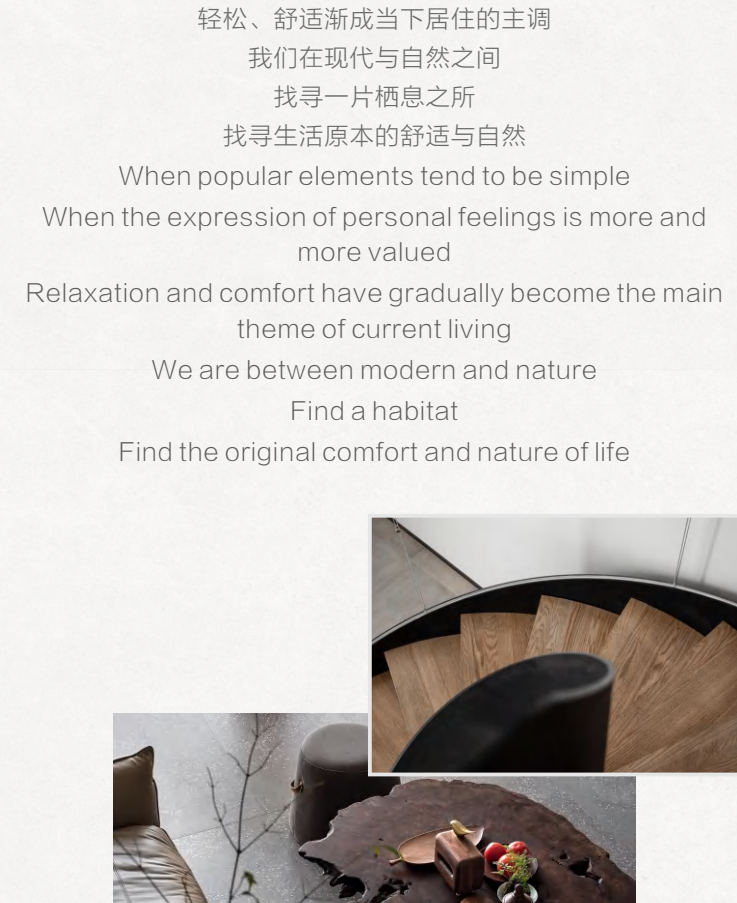 轻松、舒适渐成当下居住的主调
我们在现代与自然之间
找寻一片栖息之所
找寻生活原本的舒适与自然
When popular elements tend to be simple
When the expression of personal feelings is more and
more valued
Relaxation and comfort have gradually become the main
theme of current living
We are between modern and nature
Find a habitat
Find the original comfort and nature of life